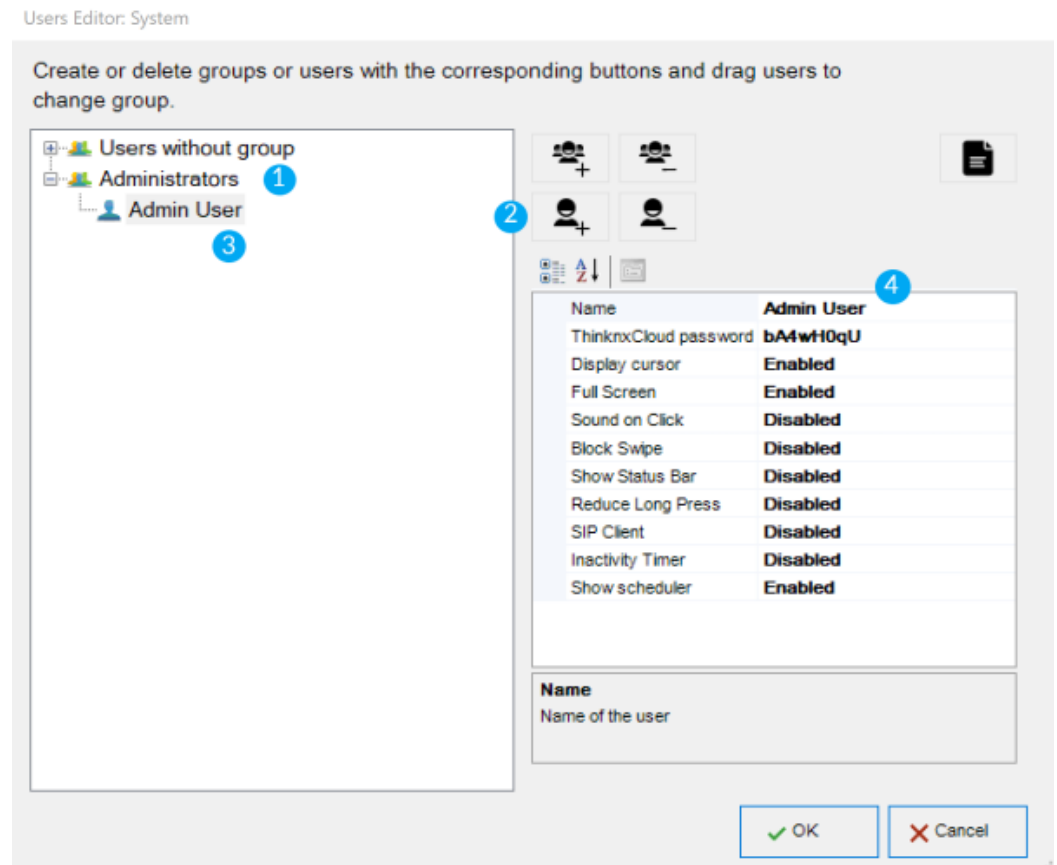 Users Editor: System
Create or delete groups or users with the corresponding buttons and drag users to
change group.
Users without group
Administrators 1
Admin User
3
2
4
Name Admin User
ThinknxCloud password bA4wH0qU
Display cursor Enabled
Full Screen Enabled
Sound on Click Disabled
Block Swipe Disabled
Show Status Bar Disabled
Reduce Long Press Disabled
SIP Client Disabled
Inactivity Timer Disabled
Show scheduler Enabled
Name
Name of the user
OK Cancel